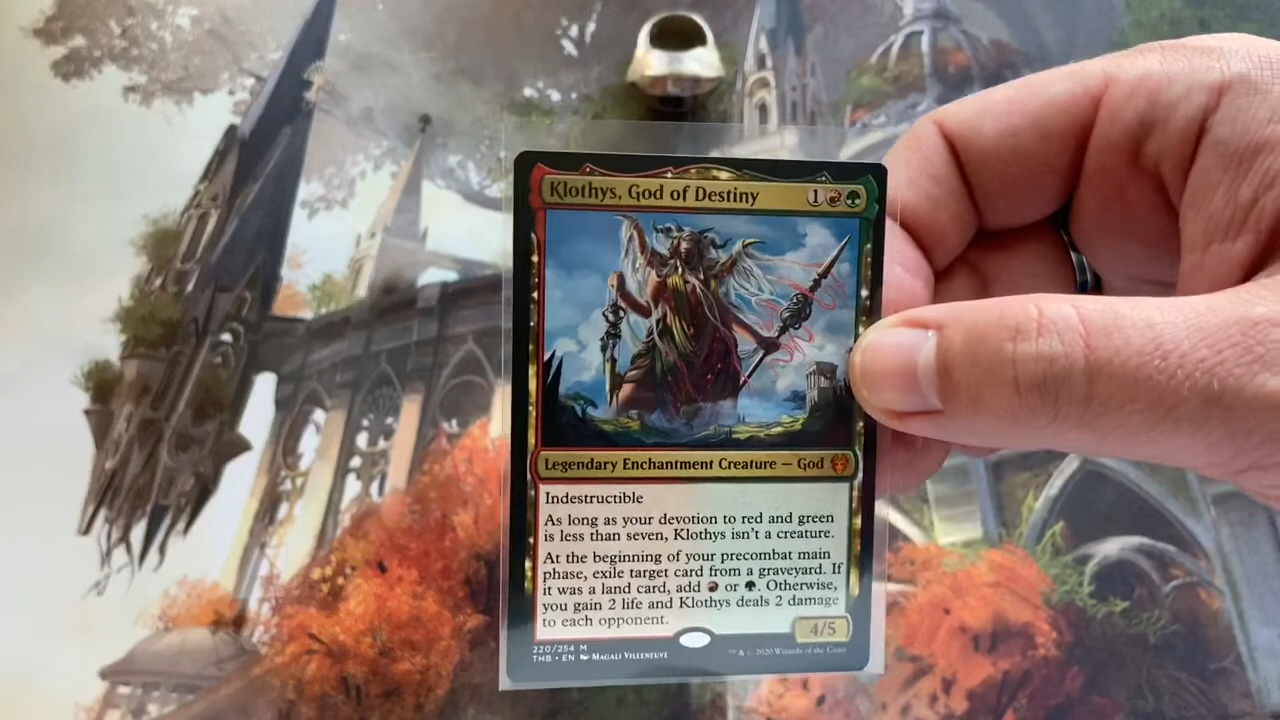 Klothys, God of Destiny 1
Legendary Enchantment Creature — God
Indestructible
As long as your devotion to red and green
is less than seven, Klothys isn't a creature.
At the beginning of your precombat main
phase, exile target card from a graveyard. If
it was a land card, add or . Otherwise,
you gain 2 life and Klothys deals 2 damage
to each opponent.
4/5
220/254 M
THB • EN Magali Villeneuve
™ & © 2020 Wizards of the Coast